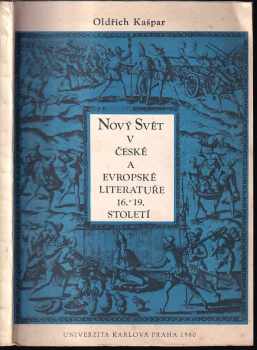 Oldřich Kašpar
NOVÝ SVĚT
V
ČESKÉ
A
EVROPSKÉ
LITERATUŘE
16.-19.
STOLETÍ
UNIVERZITA KARLOVA PRAHA 1980